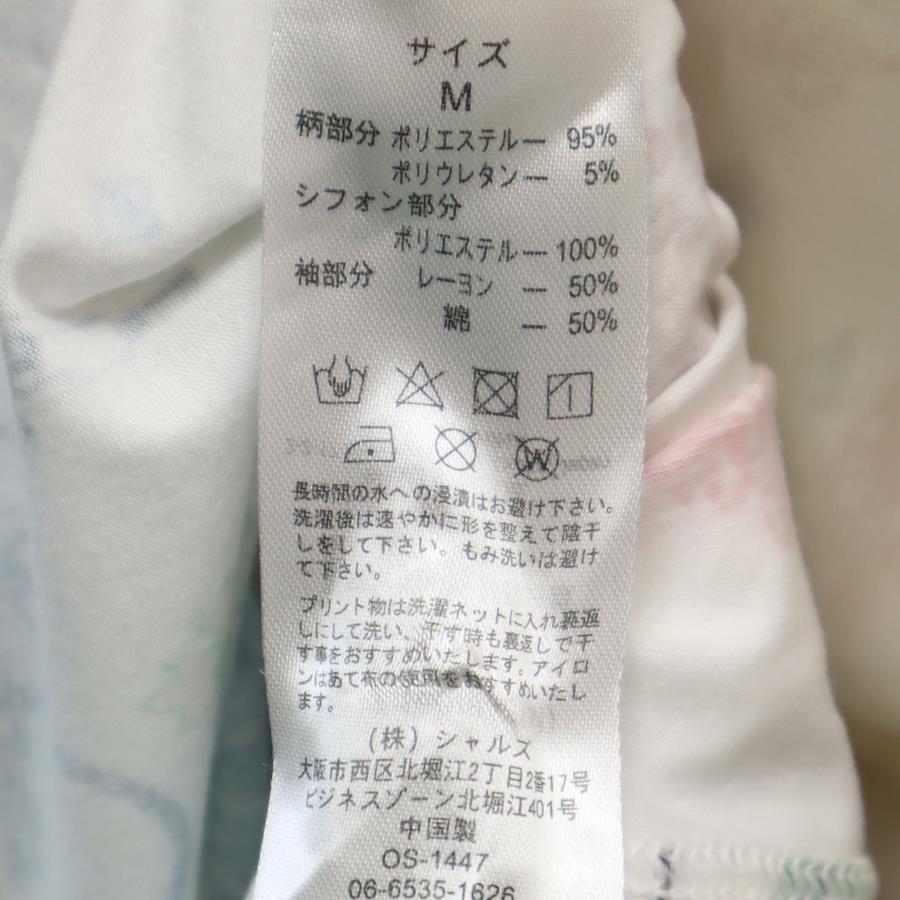 サイズ
M
柄部分 ポリエステル ー 95%
ポリウレタン ー 5%
シフォン部分
ポリエステル ー 100%
袖部分 レーヨン ー 50%
綿 ー 50%
W
長時間の水への浸漬はお避け下さい。
洗濯後は速やかに形を整えて陰干
しをして下さい。もみ洗いは避け
て下さい。
プリント物は洗濯ネットに入れ裏返
しにして洗い、干す時も裏返しで干
す事をおすすめいたします。アイロ
ンはあて布の使用をおすすめいたし
ます。
(株) シャルズ
大阪市西区北堀江2丁目2番17号
ビジネスゾーン北堀江401号
中国製
OS-1447
06-6535-1626